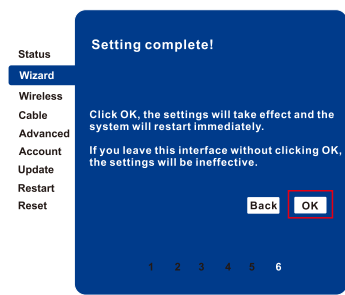 Setting complete!
Status
Wizard
Wireless
Cable
Advanced
Account
Update
Restart
Reset
Click OK, the settings will take effect and the
system will restart immediately.
If you leave this interface without clicking OK,
the settings will be ineffective.
Back OK
1 2 3 4 5 6